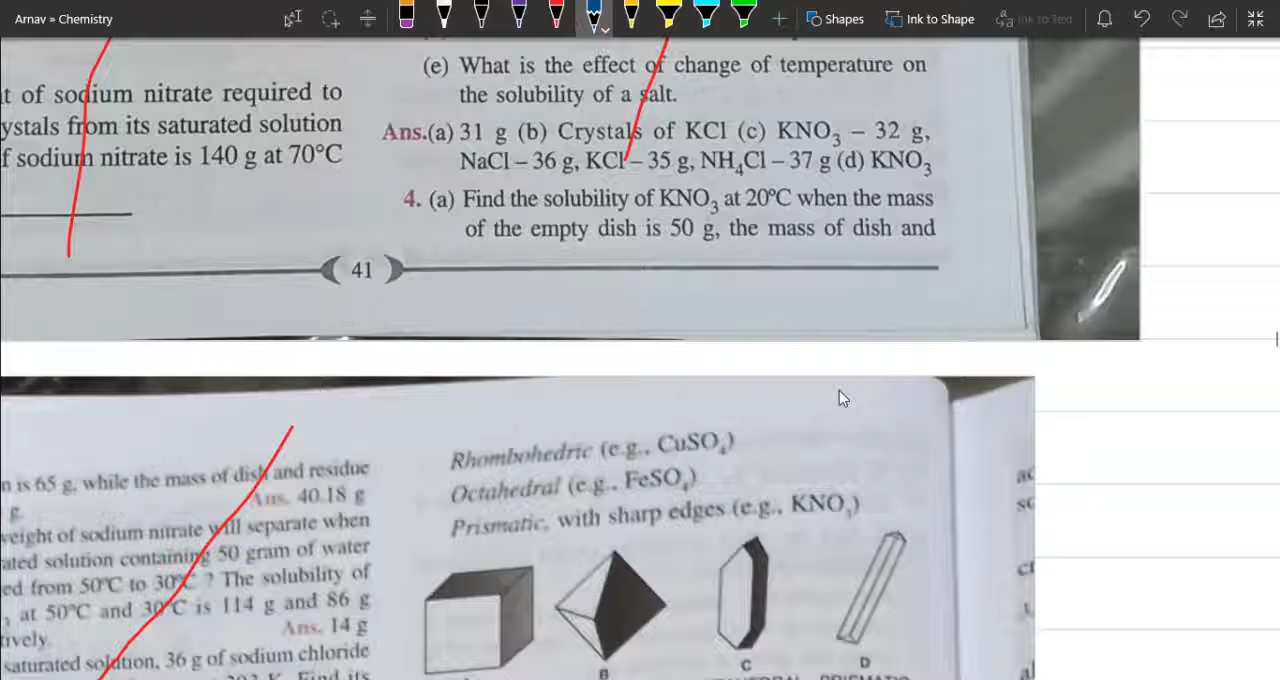 Arnav » Chemistry
Shapes
Ink to Shape
Ink to Text
t of sodium nitrate required to
ystals from its saturated solution
f sodium nitrate is 140 g at 70°C
(e) What is the effect of change of temperature on
the solubility of a salt.
Ans.(a) 31 g (b) Crystals of KCl (c) KNO₃ – 32 g,
NaCl – 36 g, KCl – 35 g, NH₄Cl – 37 g (d) KNO₃
4. (a) Find the solubility of KNO₃ at 20°C when the mass
of the empty dish is 50 g, the mass of dish and
41
n is 65 g, while the mass of dish and residue
g. Ans. 40.18 g
weight of sodium nitrate will separate when
ated solution containing 50 gram of water
ed from 50°C to 30°C ? The solubility of
₃ at 50°C and 30°C is 114 g and 86 g
tively. Ans. 14 g
saturated solution, 36 g of sodium chloride
Find its
Rhombohedric (e.g., CuSO₄)
Octahedral (e.g., FeSO₄)
Prismatic, with sharp edges (e.g., KNO₃)
B
C
D
PRISMATIC